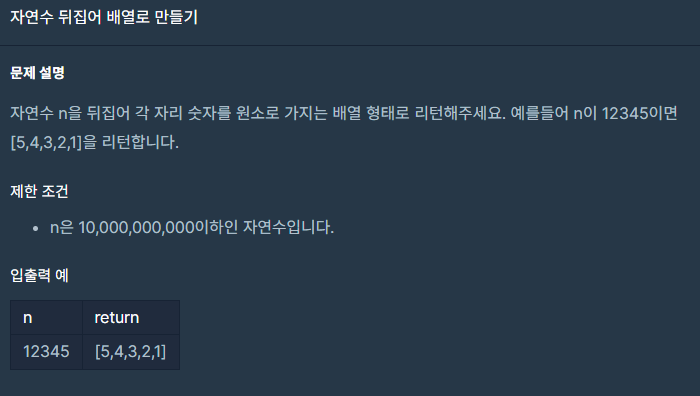 자연수 뒤집어 배열로 만들기
문제 설명
자연수 n을 뒤집어 각 자리 숫자를 원소로 가지는 배열 형태로 리턴해주세요. 예를들어 n이 12345이면
[5,4,3,2,1]을 리턴합니다.
제한 조건
• n은 10,000,000,000이하인 자연수입니다.
입출력 예
n return
12345 [5,4,3,2,1]